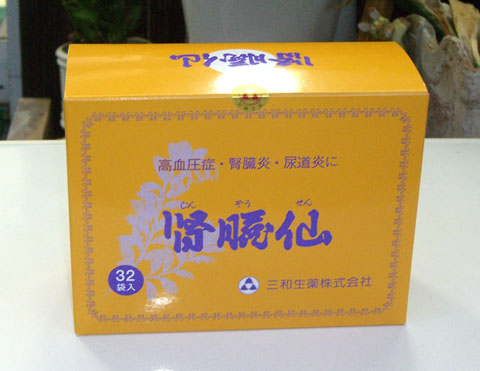 腎臓仙
高血圧症・腎臓炎・尿道炎に
じん ぞう せん
腎臓仙
32
袋入
三和生薬株式会社